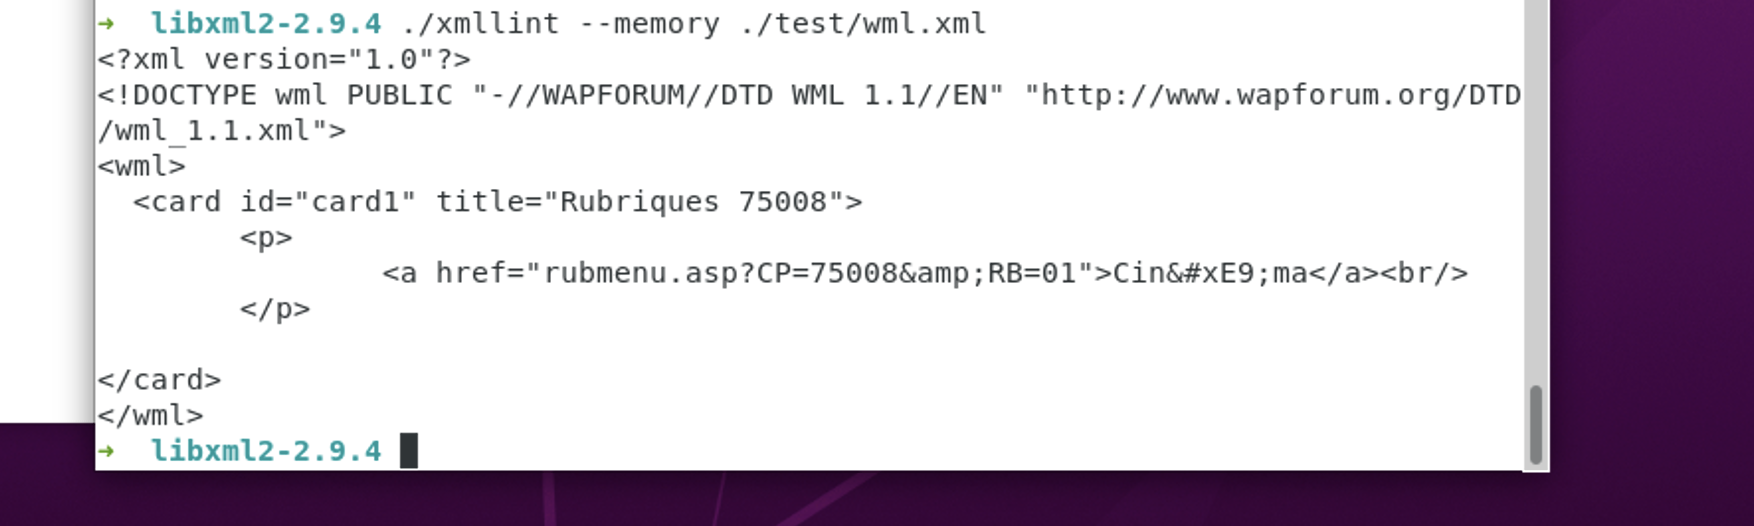 ➜  libxml2-2.9.4 ./xmllint --memory ./test/wml.xml
<?xml version="1.0"?>
<!DOCTYPE wml PUBLIC "-//WAPFORUM//DTD WML 1.1//EN" "http://www.wapforum.org/DTD
/wml_1.1.xml">
<wml>
  <card id="card1" title="Rubriques 75008">
        <p>
                <a href="rubmenu.asp?CP=75008&amp;RB=01">Cin&#xE9;ma</a><br/>
        </p>

</card>
</wml>
➜  libxml2-2.9.4